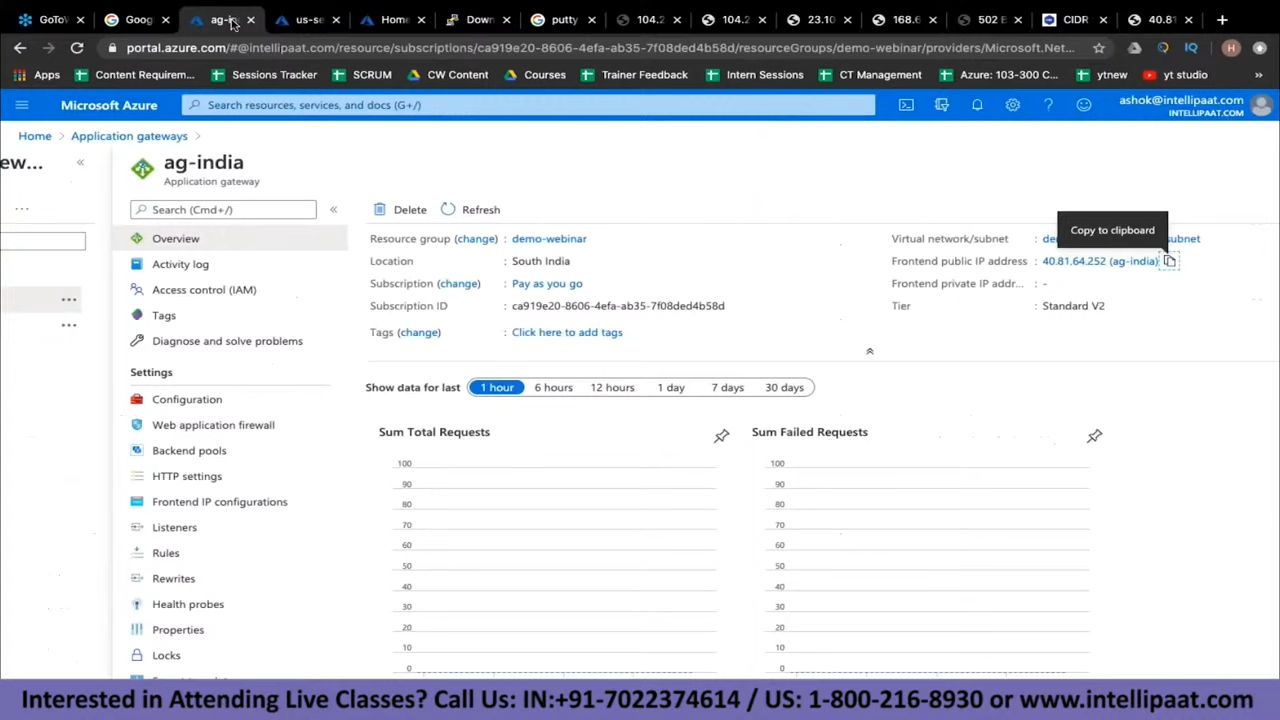 GoToW
Goog
ag-i
us-se
Home
Down
putty
104.2
104.2
23.10
168.6
502 B
CIDR
40.81
portal.azure.com/#@intellipaat.com/resource/subscriptions/ca919e20-8606-4efa-ab35-7f08ded4b58d/resourceGroups/demo-webinar/providers/Microsoft.Net...
IQ
H
Apps
Content Requirem...
Sessions Tracker
SCRUM
CW Content
Courses
Trainer Feedback
Intern Sessions
CT Management
Azure: 103-300 C...
ytnew
yt studio
»
Microsoft Azure
Search resources, services, and docs (G+/)
ashok@intellipaat.com
INTELLIPAAT.COM
Home > Application gateways >
ew...
«
ag-india
Application gateway
...
Search (Cmd+/)
«
Delete
Refresh
Copy to clipboard
Overview
Activity log
Access control (IAM)
Tags
Diagnose and solve problems
Settings
Configuration
Web application firewall
Backend pools
HTTP settings
Frontend IP configurations
Listeners
Rules
Rewrites
Health probes
Properties
Locks
Resource group (change) : demo-webinar
Location : South India
Subscription (change) : Pay as you go
Subscription ID : ca919e20-8606-4efa-ab35-7f08ded4b58d
Tags (change) : Click here to add tags
Virtual network/subnet : de subnet
Frontend public IP address : 40.81.64.252 (ag-india)
Frontend private IP addr... : -
Tier : Standard V2
Show data for last 1 hour 6 hours 12 hours 1 day 7 days 30 days
Sum Total Requests
100
90
80
70
60
50
40
30
20
10
0
Sum Failed Requests
100
90
80
70
60
50
40
30
20
10
0
Interested in Attending Live Classes? Call Us: IN:+91-7022374614 / US: 1-800-216-8930 or www.intellipaat.com